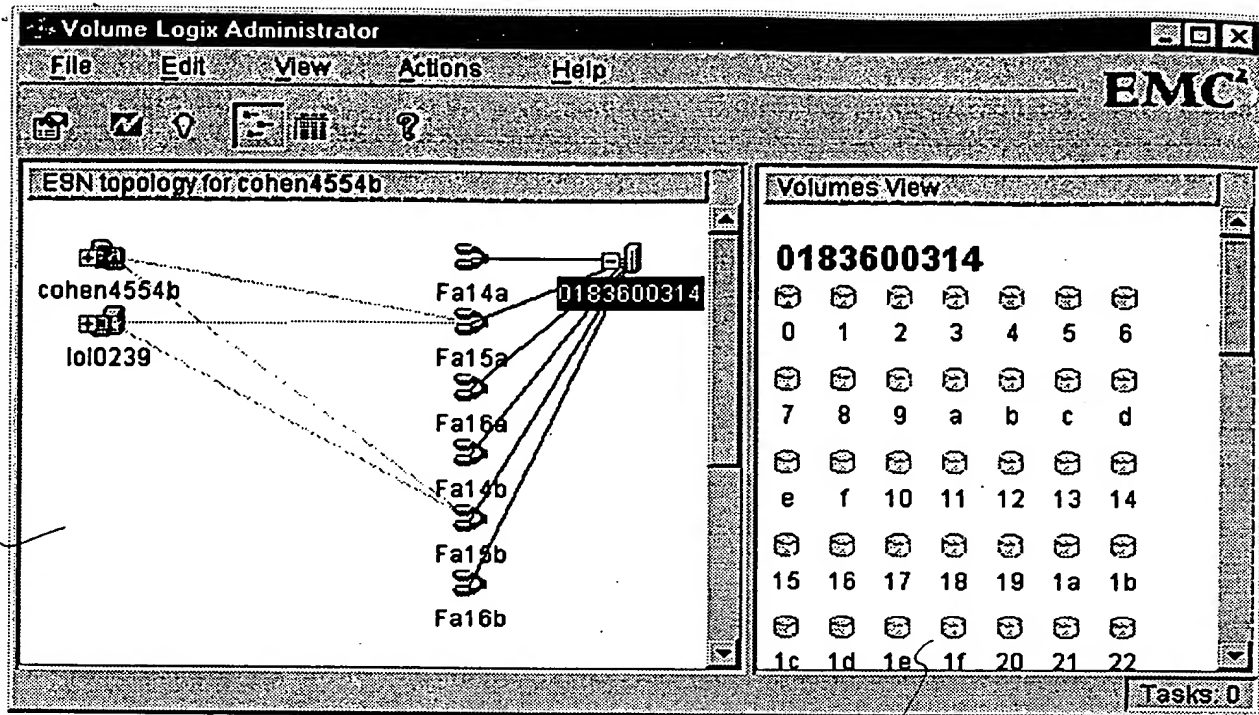 Volume Logix Administrator
File Edit View Actions Help
EMC²
ESN topology for cohen4554b
cohen4554b
lol0239
Fa14a
Fa15a
Fa16a
Fa14b
Fa15b
Fa16b
0183600314
Volumes View
0183600314
0 1 2 3 4 5 6
7 8 9 a b c d
e f 10 11 12 13 14
15 16 17 18 19 1a 1b
1c 1d 1e 1f 20 21 22
Tasks: 0